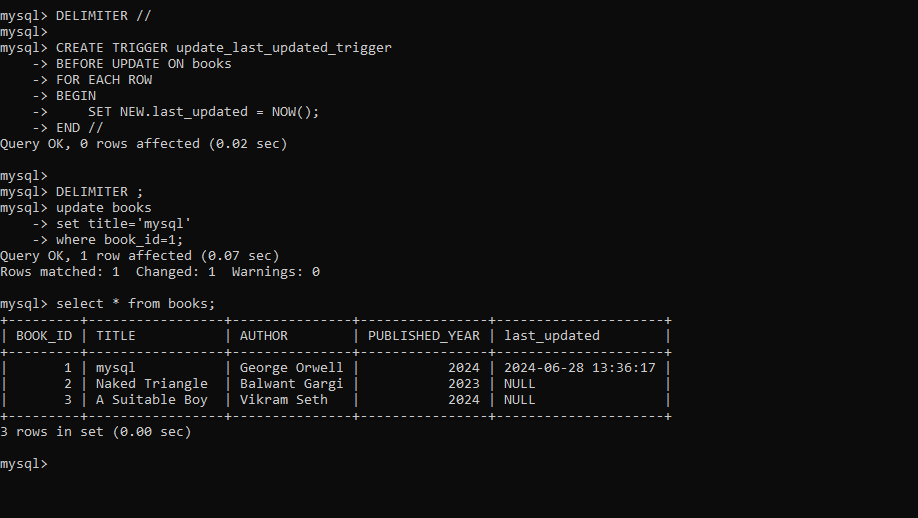 mysql> DELIMITER //
mysql>
mysql> CREATE TRIGGER update_last_updated_trigger
    -> BEFORE UPDATE ON books
    -> FOR EACH ROW
    -> BEGIN
    ->     SET NEW.last_updated = NOW();
    -> END //
Query OK, 0 rows affected (0.02 sec)

mysql>
mysql> DELIMITER ;
mysql> update books
    -> set title='mysql'
    -> where book_id=1;
Query OK, 1 row affected (0.07 sec)
Rows matched: 1  Changed: 1  Warnings: 0

mysql> select * from books;
+---------+-----------------+---------------+----------------+---------------------+
| BOOK_ID | TITLE           | AUTHOR        | PUBLISHED_YEAR | last_updated        |
+---------+-----------------+---------------+----------------+---------------------+
|       1 | mysql           | George Orwell |           2024 | 2024-06-28 13:36:17 |
|       2 | Naked Triangle  | Balwant Gargi |           2023 | NULL                |
|       3 | A Suitable Boy  | Vikram Seth   |           2024 | NULL                |
+---------+-----------------+---------------+----------------+---------------------+
3 rows in set (0.00 sec)

mysql>